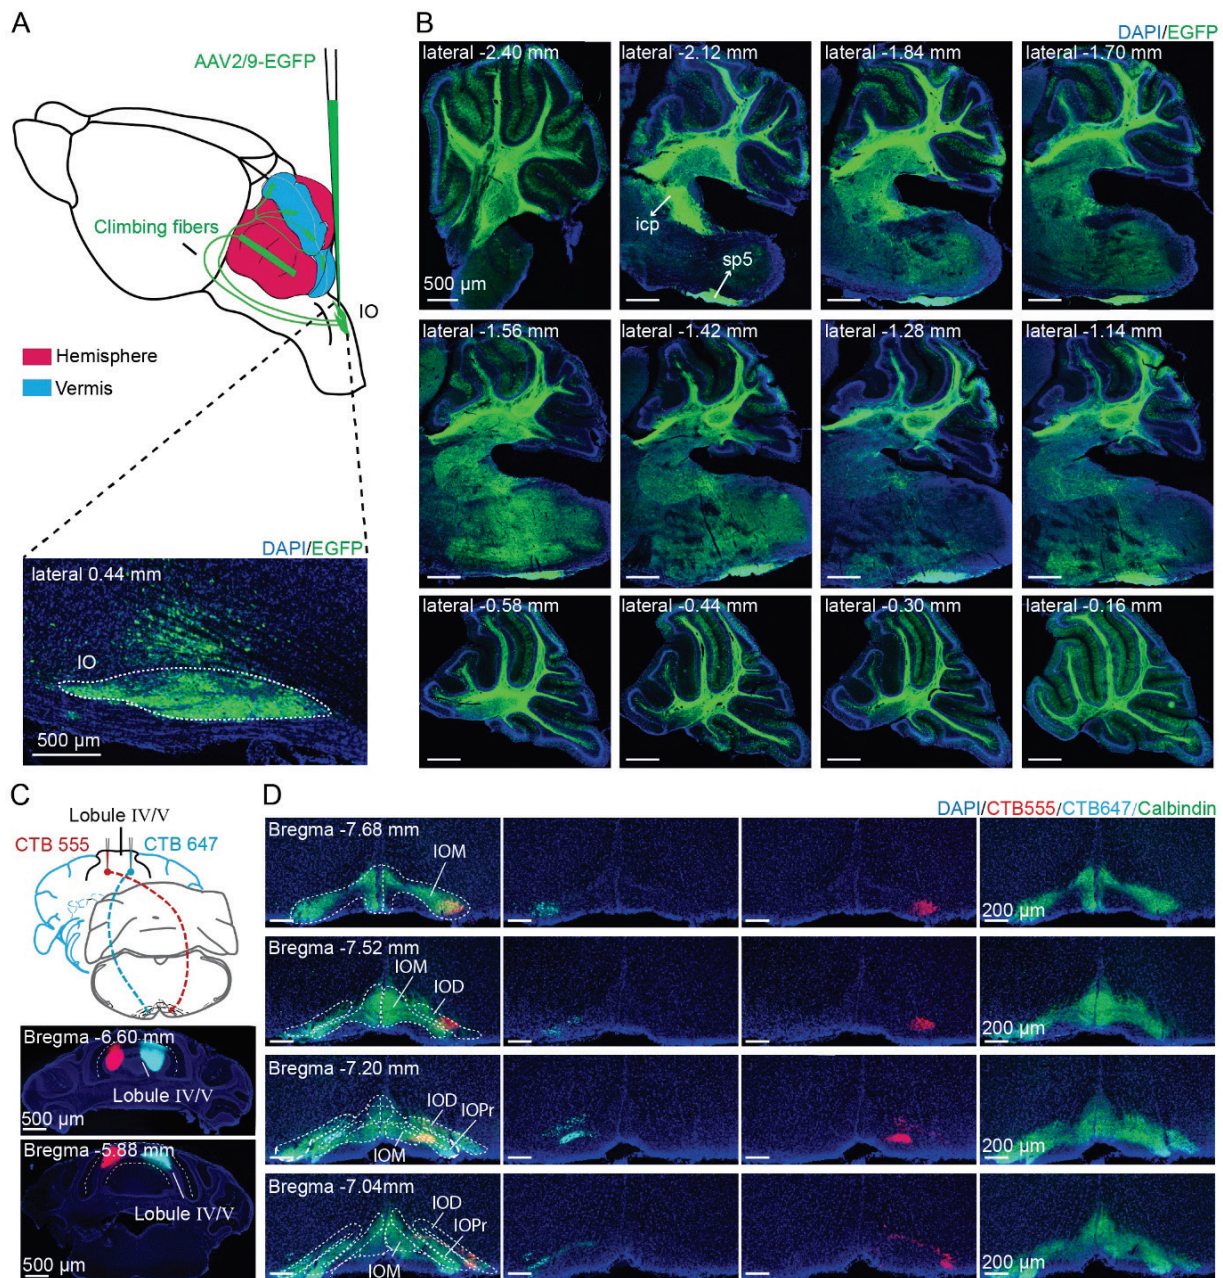 A
AAV2/9-EGFP
Climbing fibers
IO
Hemisphere
Vermis
DAPI/EGFP
lateral 0.44 mm
IO
500 µm
B
DAPI/EGFP
lateral -2.40 mm
lateral -2.12 mm
lateral -1.84 mm
lateral -1.70 mm
icp
sp5
500 µm
lateral -1.56 mm
lateral -1.42 mm
lateral -1.28 mm
lateral -1.14 mm
lateral -0.58 mm
lateral -0.44 mm
lateral -0.30 mm
lateral -0.16 mm
C
Lobule IV/V
CTB 555
CTB 647
Bregma -6.60 mm
Lobule IV/V
500 µm
Bregma -5.88 mm
Lobule IV/V
500 µm
D
DAPI/CTB555/CTB647/Calbindin
Bregma -7.68 mm
IOM
200 µm
Bregma -7.52 mm
IOM
IOD
200 µm
Bregma -7.20 mm
IOD
IOPr
IOM
200 µm
Bregma -7.04mm
IOD
IOPr
IOM
200 µm